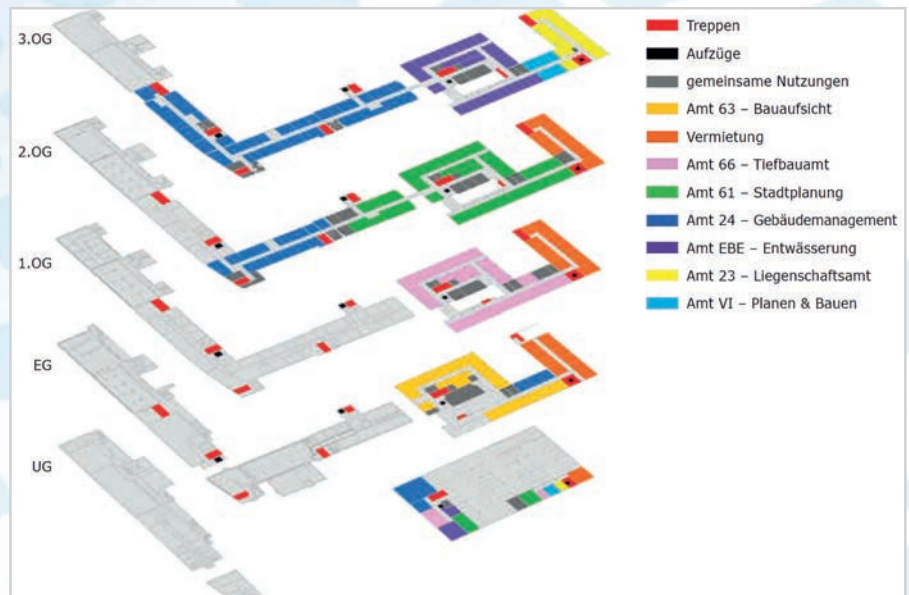 3.OG
2.OG
1.OG
EG
UG
Treppen
Aufzüge
gemeinsame Nutzungen
Amt 63 – Bauaufsicht
Vermietung
Amt 66 – Tiefbauamt
Amt 61 – Stadtplanung
Amt 24 – Gebäudemanagement
Amt EBE – Entwässerung
Amt 23 – Liegenschaftsamt
Amt VI – Planen & Bauen